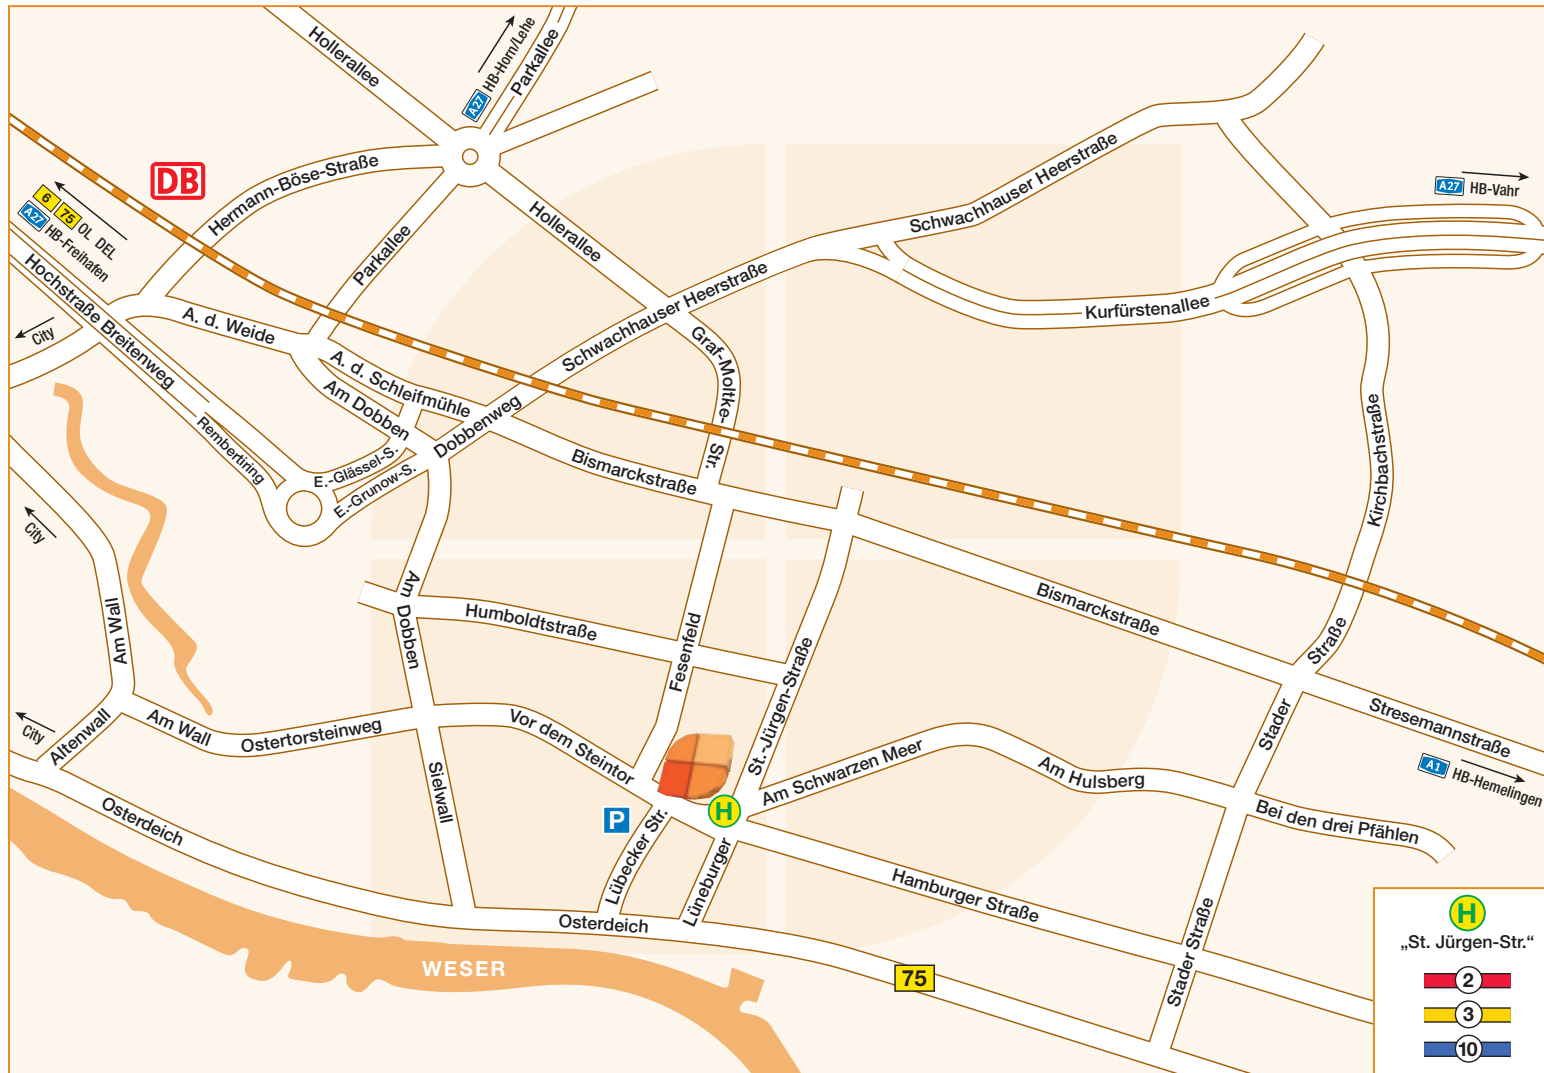 Hollerallee
HB-Horn/Lehe
A27
Parkallee
DB
Hermann-Böse-Straße
6 75 OL DEL
A27 HB-Freihafen
Parkallee
Hollerallee
Schwachhauser Heerstraße
A27 HB-Vahr
Hochstraße Breitenweg
City
A. d. Weide
Schwachhauser Heerstraße
Kurfürstenallee
Graf-Moltke-
Str.
A. d. Schleifmühle
Am Dobben
Dobbenweg
Rembertiring
E.-Glässel-S.
E.-Grunow-S.
Bismarckstraße
Kirchbachstraße
City
Am Wall
Am Dobben
Humboldtstraße
Fesenfeld
St.-Jürgen-Straße
Bismarckstraße
Straße
Stader
Stresemannstraße
A1 HB-Hemelingen
City
Altenwall
Am Wall
Ostertorsteinweg
Vor dem Steintor
Sielwall
Am Schwarzen Meer
Am Hulsberg
Bei den drei Pfählen
H
P
Lübecker Str.
Lüneburger
Hamburger Straße
Stader Straße
Osterdeich
Osterdeich
WESER
75
H
„St. Jürgen-Str.“
2
3
10